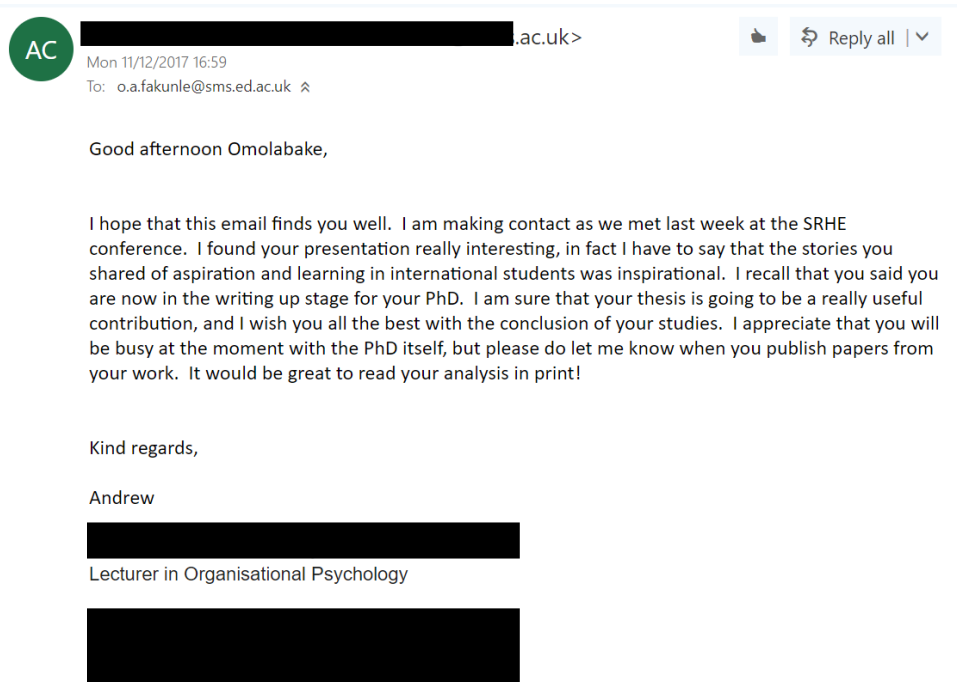 AC
.ac.uk>
Reply all
Mon 11/12/2017 16:59
To: o.a.fakunle@sms.ed.ac.uk
Good afternoon Omolabake,
I hope that this email finds you well. I am making contact as we met last week at the SRHE
conference. I found your presentation really interesting, in fact I have to say that the stories you
shared of aspiration and learning in international students was inspirational. I recall that you said you
are now in the writing up stage for your PhD. I am sure that your thesis is going to be a really useful
contribution, and I wish you all the best with the conclusion of your studies. I appreciate that you will
be busy at the moment with the PhD itself, but please do let me know when you publish papers from
your work. It would be great to read your analysis in print!
Kind regards,
Andrew
Lecturer in Organisational Psychology